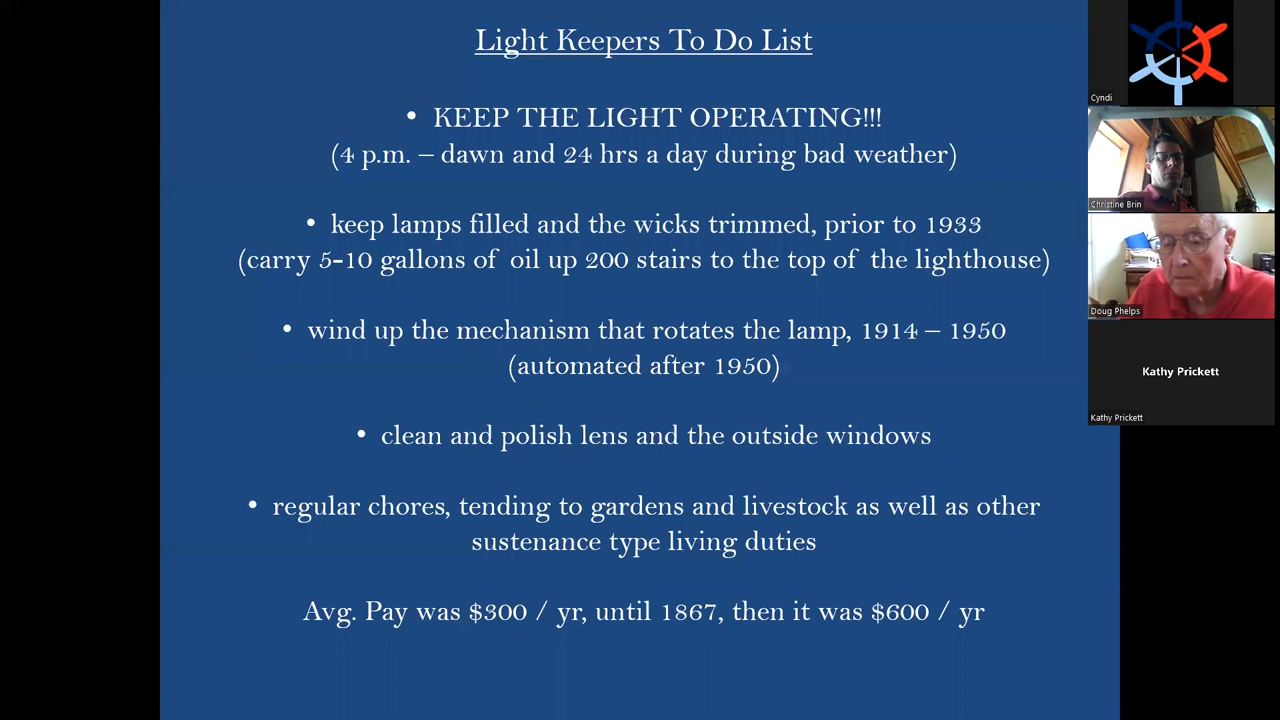 Light Keepers To Do List
• KEEP THE LIGHT OPERATING!!!
(4 p.m. – dawn and 24 hrs a day during bad weather)
• keep lamps filled and the wicks trimmed, prior to 1933
(carry 5-10 gallons of oil up 200 stairs to the top of the lighthouse)
• wind up the mechanism that rotates the lamp, 1914 – 1950
(automated after 1950)
• clean and polish lens and the outside windows
• regular chores, tending to gardens and livestock as well as other
sustenance type living duties
Avg. Pay was $300 / yr, until 1867, then it was $600 / yr
Cyndi
Christine Brin
Doug Phelps
Kathy Prickett
Kathy Prickett